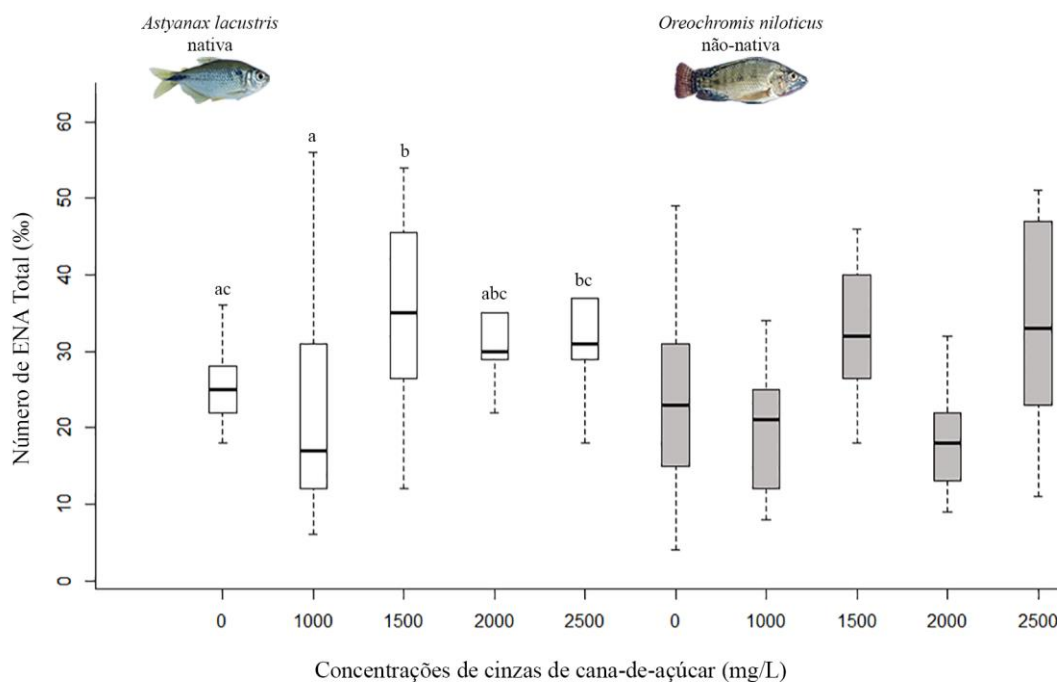 Astyanax lacustris
nativa
Oreochromis niloticus
não-nativa
Número de ENA Total (‰)
60
50
40
30
20
10
0
ac
a
b
abc
bc
0 1000 1500 2000 2500 0 1000 1500 2000 2500
Concentrações de cinzas de cana-de-açúcar (mg/L)